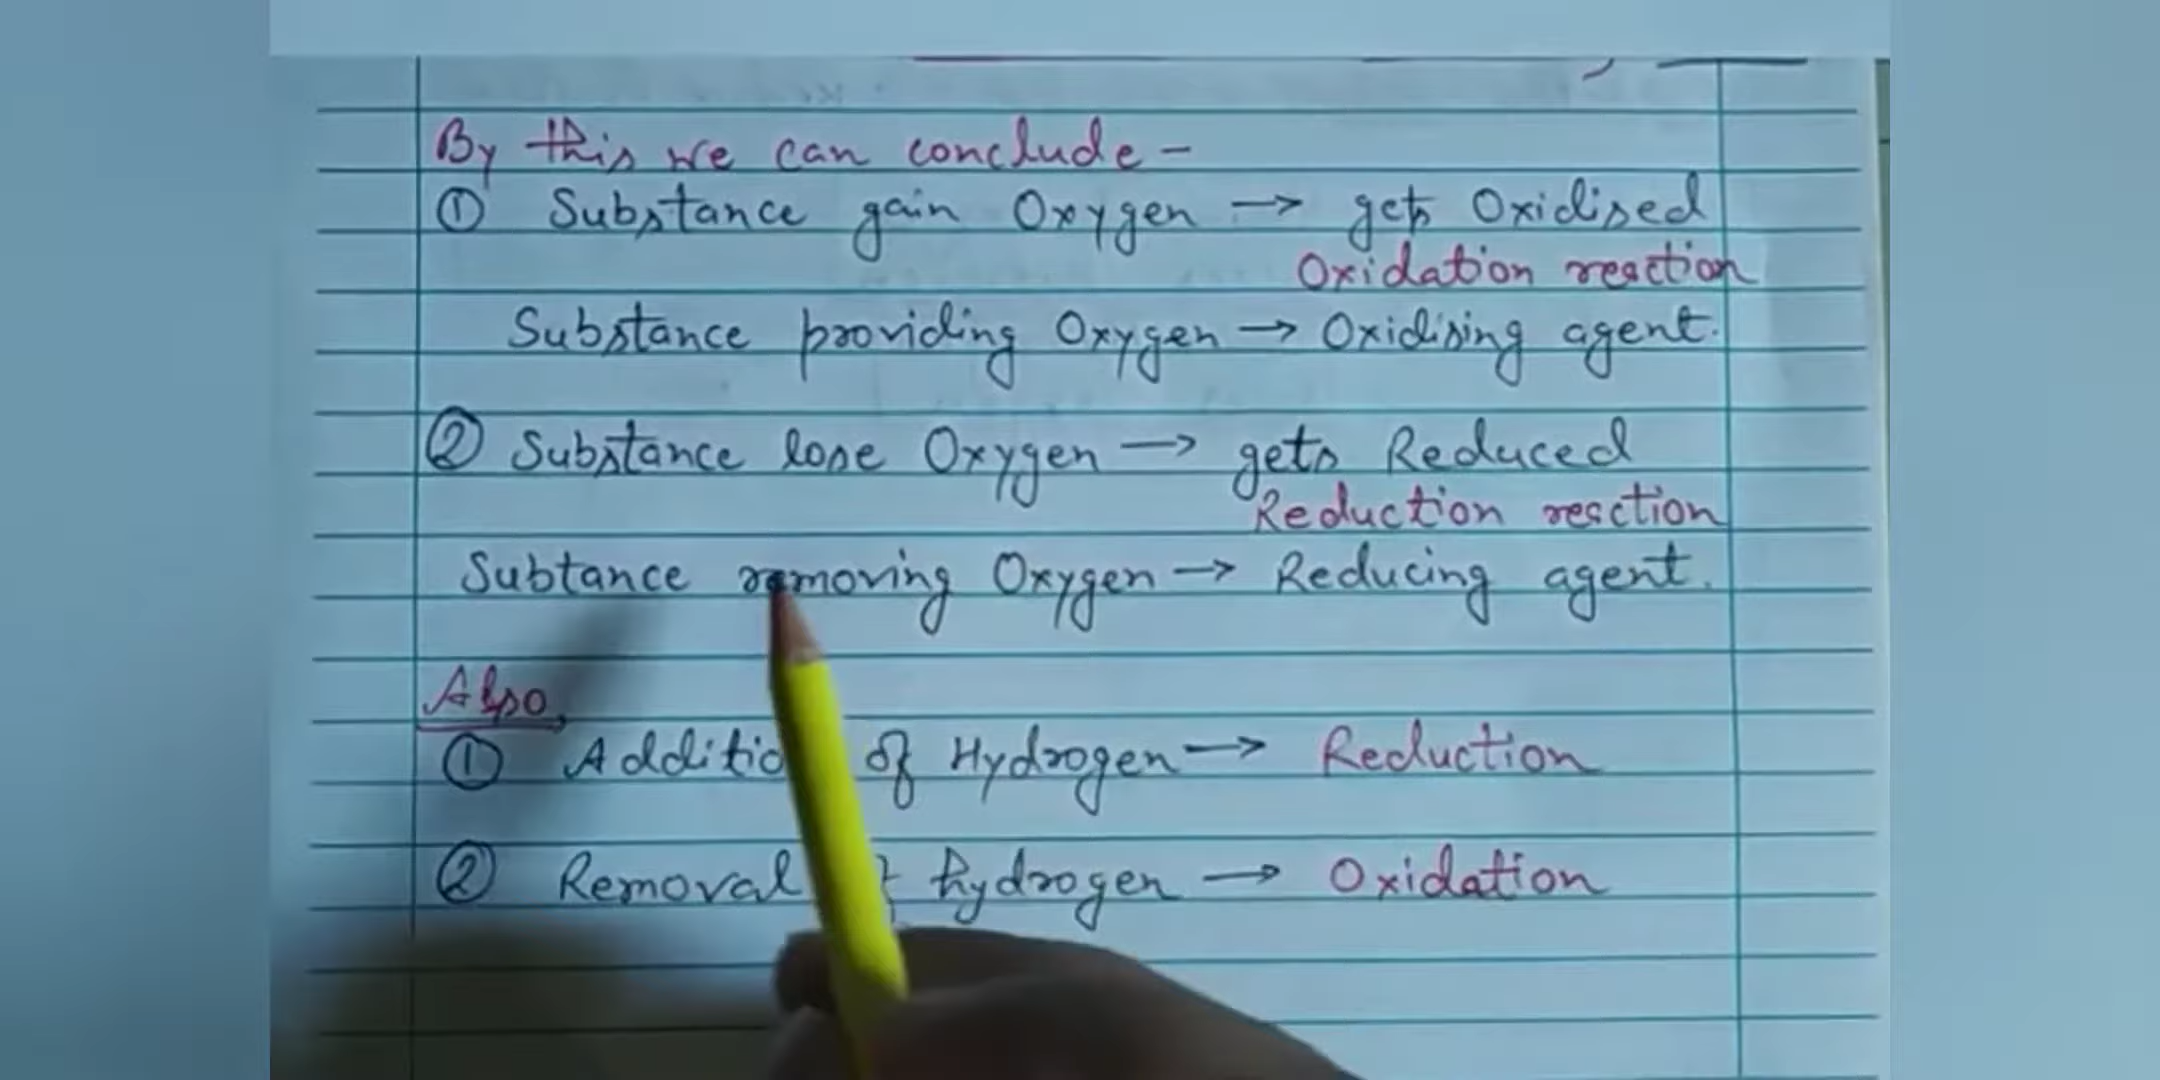 By this we can conclude -
① Substance gain Oxygen → gets Oxidised
Oxidation reaction
Substance providing Oxygen → Oxidising agent.
② Substance lose Oxygen → gets Reduced
Reduction reaction
Subtance removing Oxygen → Reducing agent.
Also,
① Additio of Hydrogen → Reduction
② Removal hydrogen → Oxidation